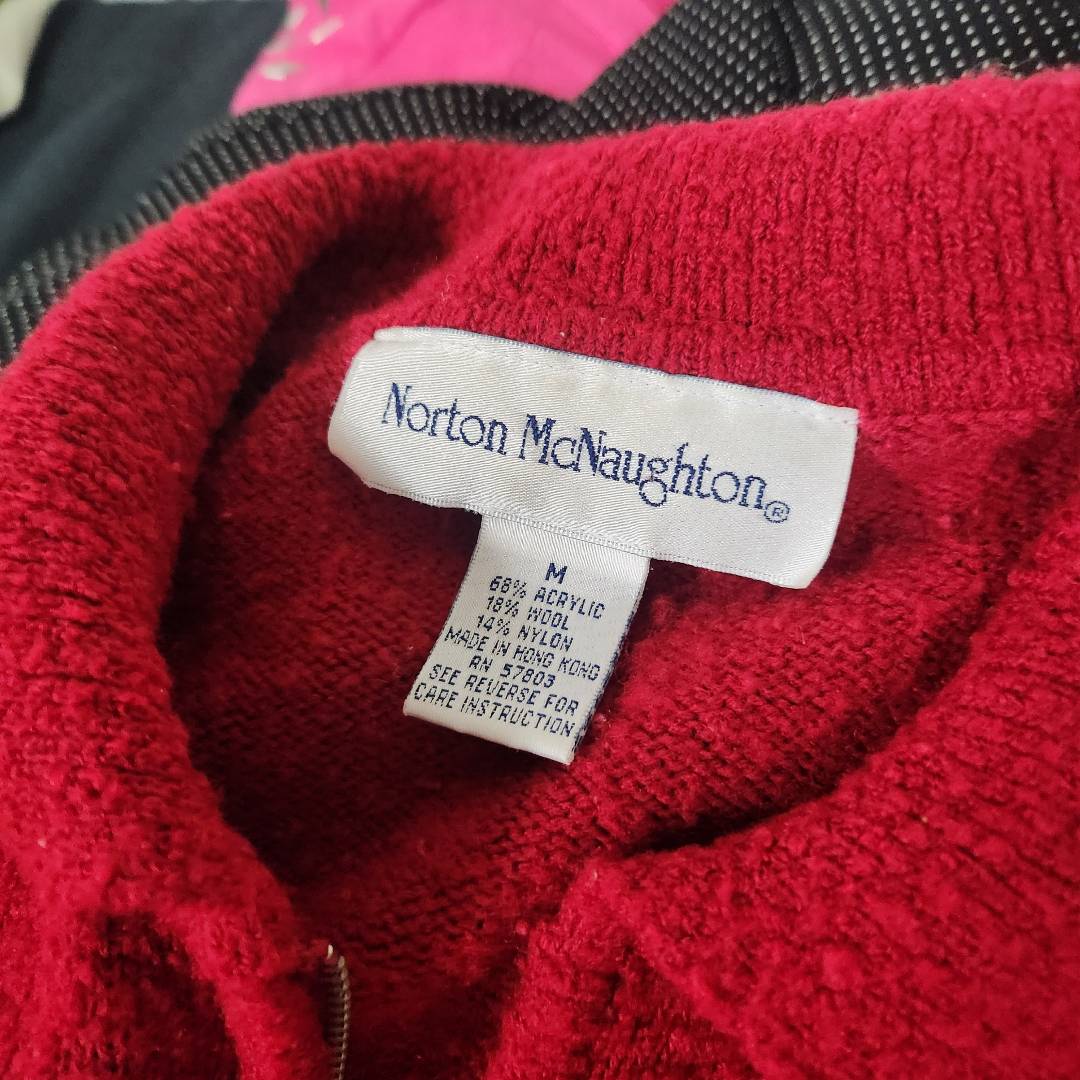 Norton McNaughton®
M
68% ACRYLIC
18% WOOL
14% NYLON
MADE IN HONG KONG
RN 57803
SEE REVERSE FOR
CARE INSTRUCTION